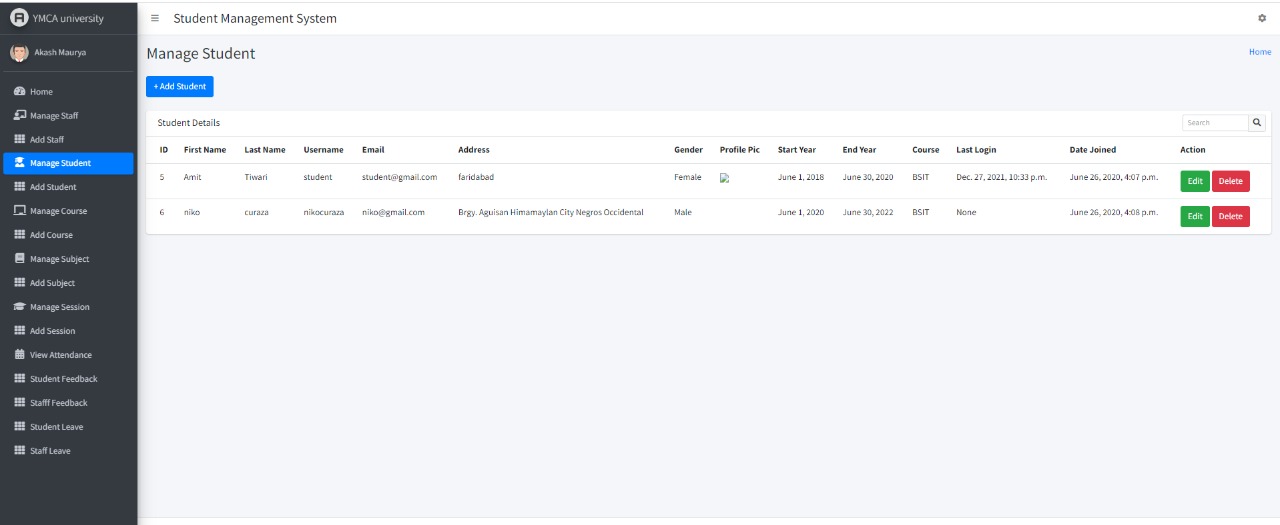 YMCA university
Student Management System
Akash Maurya
Manage Student
Home
+ Add Student
Home
Manage Staff
Add Staff
Manage Student
Add Student
Manage Course
Add Course
Manage Subject
Add Subject
Manage Session
Add Session
View Attendance
Student Feedback
Stafff Feedback
Student Leave
Staff Leave
Student Details
Search
ID First Name Last Name Username Email Address Gender Profile Pic Start Year End Year Course Last Login Date Joined Action
5 Amit Tiwari student student@gmail.com faridabad Female June 1, 2018 June 30, 2020 BSIT Dec. 27, 2021, 10:33 p.m. June 26, 2020, 4:07 p.m. Edit Delete
6 niko curaza nikocuraza niko@gmail.com Brgy. Aguisan Himamaylan City Negros Occidental Male June 1, 2020 June 30, 2022 BSIT None June 26, 2020, 4:08 p.m. Edit Delete